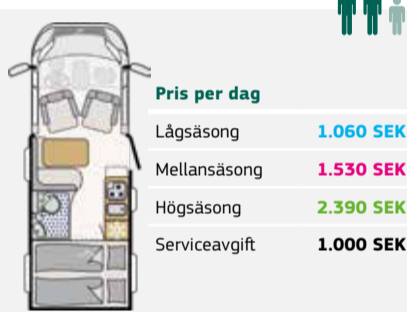 Pris per dag
Lågsäsong 1.060 SEK
Mellansäsong 1.530 SEK
Högsäsong 2.390 SEK
Serviceavgift 1.000 SEK